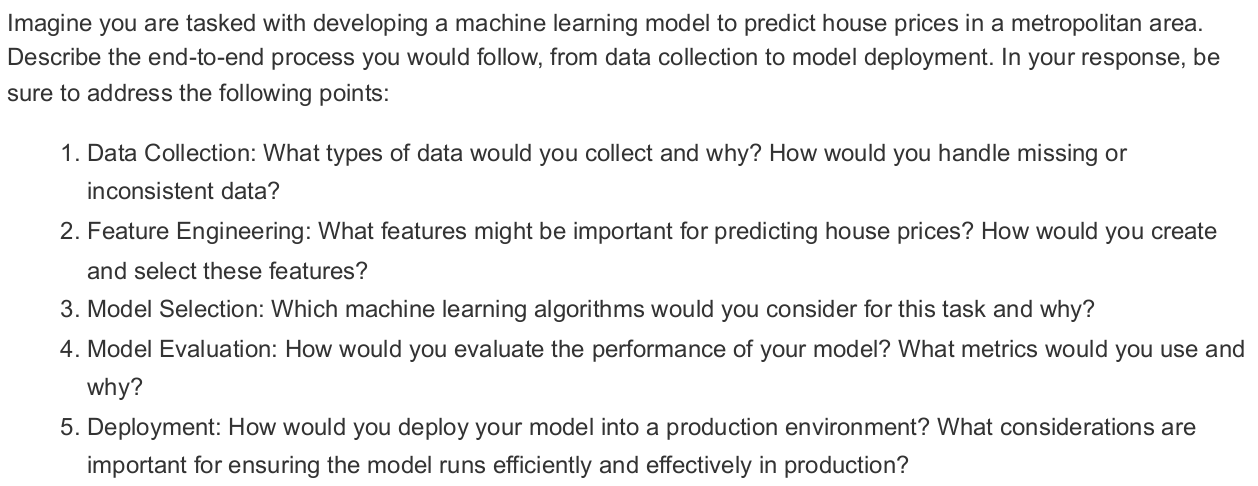 Imagine you are tasked with developing a machine learning model to predict house prices in a metropolitan area.
Describe the end-to-end process you would follow, from data collection to model deployment. In your response, be
sure to address the following points:
1. Data Collection: What types of data would you collect and why? How would you handle missing or
inconsistent data?
2. Feature Engineering: What features might be important for predicting house prices? How would you create
and select these features?
3. Model Selection: Which machine learning algorithms would you consider for this task and why?
4. Model Evaluation: How would you evaluate the performance of your model? What metrics would you use and
why?
5. Deployment: How would you deploy your model into a production environment? What considerations are
important for ensuring the model runs efficiently and effectively in production?